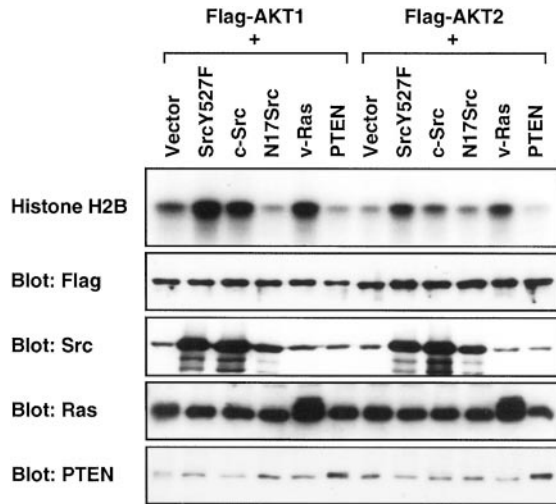 Flag-AKT1 Flag-AKT2
+ +
Vector SrcY527F c-Src N17Src v-Ras PTEN Vector SrcY527F c-Src N17Src v-Ras PTEN
Histone H2B
Blot: Flag
Blot: Src
Blot: Ras
Blot: PTEN